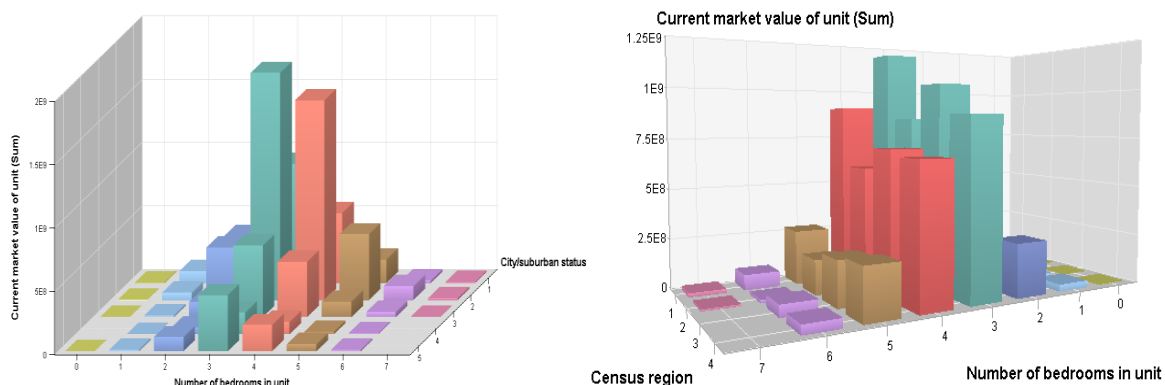 Current market value of unit (Sum)
2E9
1.5E9
1E9
5E8
0
0 1 2 3 4 5 6 7
Number of bedrooms in unit
City/suburban status
1
2
3
4
5
Current market value of unit (Sum)
1.25E9
1E9
7.5E8
5E8
2.5E8
0
1
2
3
4
Census region
7 6 5 4 3 2 1 0
Number of bedrooms in unit